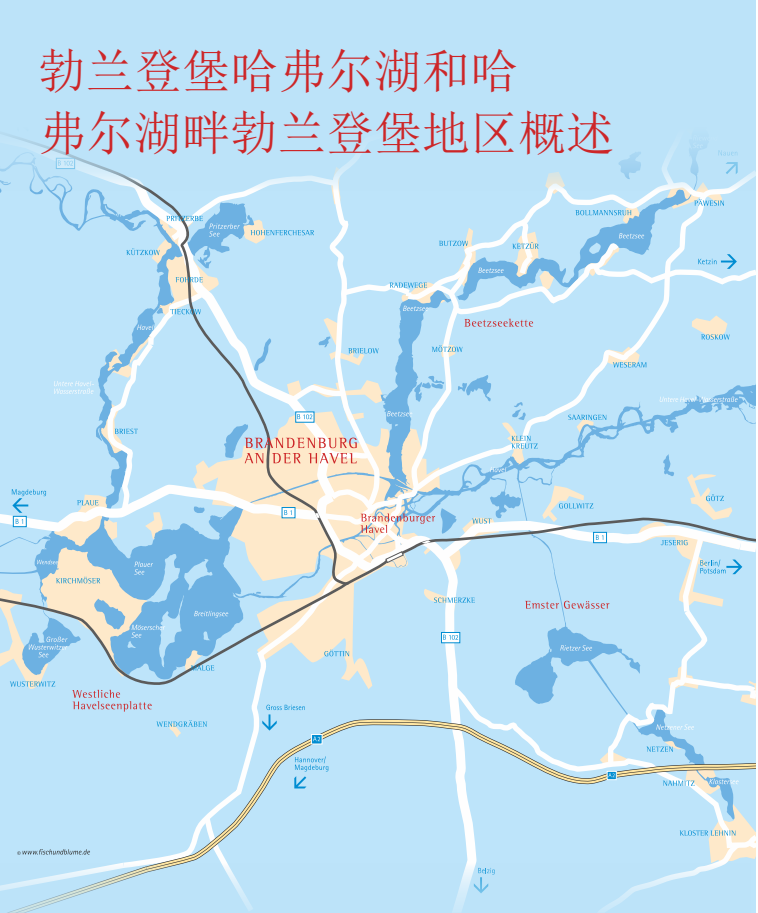 勃兰登堡哈弗尔湖和哈
弗尔湖畔勃兰登堡地区概述
B 102
Nauen
PRITZERBE
Pritzerber
See
HOHENFERCHESAR
BOLLMANNSRUH
PÄWESIN
Beetzsee
BUTZOW
KETZÜR
KÜTZKOW
Ketzin
Beetzsee
FOHRDE
RADEWEGE
Beetzsee
TIECKOW
Beetzseekette
Havel
ROSKOW
BRIELOW
MÖTZOW
WESERAM
Untere Havel-
Wasserstraße
Untere Havel-Wasserstraße
Beetzsee
B 102
SAARINGEN
BRIEST
BRANDENBURG
AN DER HAVEL
KLEIN
KREUTZ
Havel
Magdeburg
B 1
PLAUE
B 1
Brandenburger
Havel
WUST
GOLLWITZ
GÖTZ
B 1
JESERIG
Wendsee
Plauer
See
Berlin/
Potsdam
KIRCHMÖSER
Breitlingsee
SCHMERZKE
Emster Gewässer
Möserscher
See
B 102
Großer
Wusterwitzer
See
Rietzer See
GÖTTIN
MALGE
WUSTERWITZ
Westliche
Havelseenplatte
Gross Briesen
WENDGRÄBEN
Netzener See
A 2
NETZEN
Hannover/
Magdeburg
A 2
NAHMITZ
KLOSTER LEHNIN
© www.fischundblume.de
Belzig